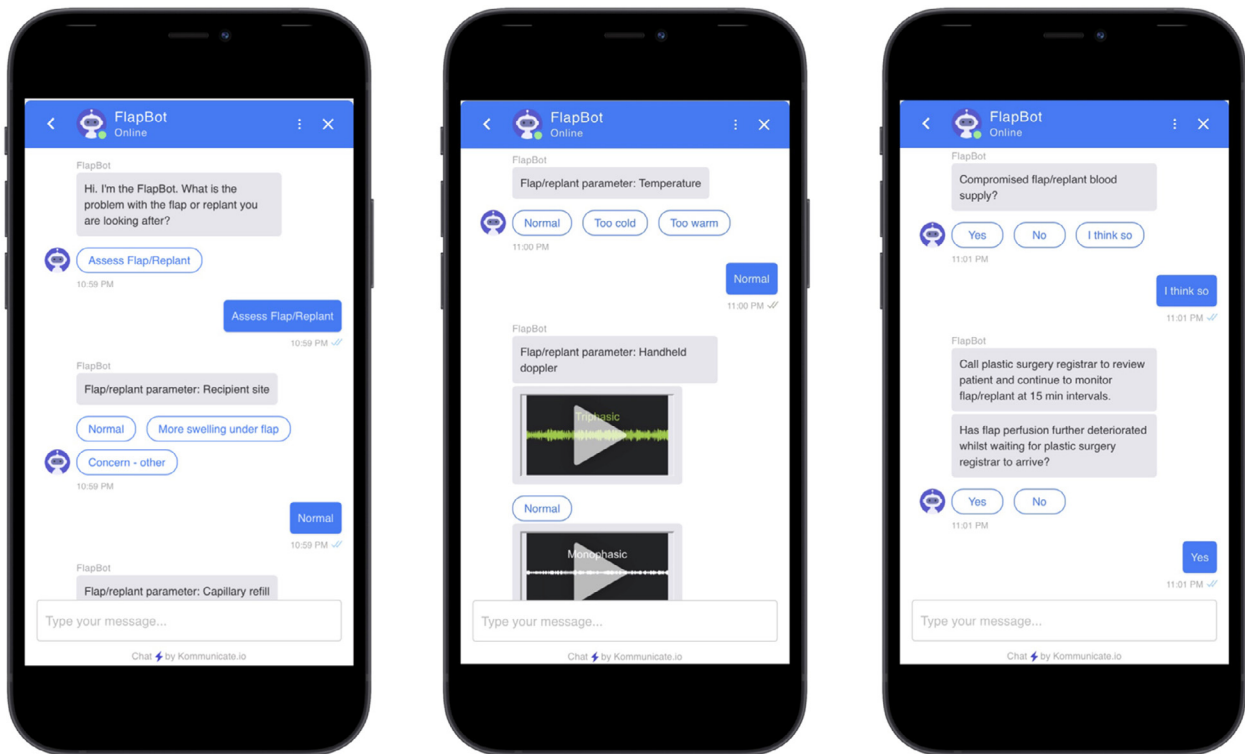 FlapBot
Online
FlapBot
Hi. I'm the FlapBot. What is the
problem with the flap or replant you
are looking after?
Assess Flap/Replant
10:59 PM
Assess Flap/Replant
10:59 PM
FlapBot
Flap/replant parameter: Recipient site
Normal
More swelling under flap
Concern - other
10:59 PM
Normal
10:59 PM
FlapBot
Flap/replant parameter: Capillary refill
Type your message...
Chat by Kommunicate.io
FlapBot
Online
FlapBot
Flap/replant parameter: Temperature
Normal
Too cold
Too warm
11:00 PM
Normal
11:00 PM
FlapBot
Flap/replant parameter: Handheld
doppler
Triphasic
Normal
Monophasic
Type your message...
Chat by Kommunicate.io
FlapBot
Online
FlapBot
Compromised flap/replant blood
supply?
Yes
No
I think so
11:01 PM
I think so
11:01 PM
FlapBot
Call plastic surgery registrar to review
patient and continue to monitor
flap/replant at 15 min intervals.
Has flap perfusion further deteriorated
whilst waiting for plastic surgery
registrar to arrive?
Yes
No
11:01 PM
Yes
11:01 PM
Type your message...
Chat by Kommunicate.io